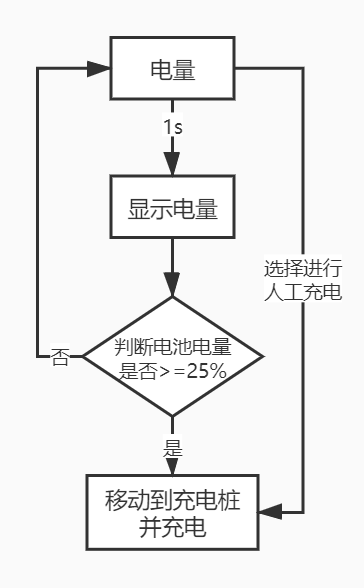 电量
1s
显示电量
选择进行
人工充电
判断电池电量
是否>=25%
否
是
移动到充电桩
并充电